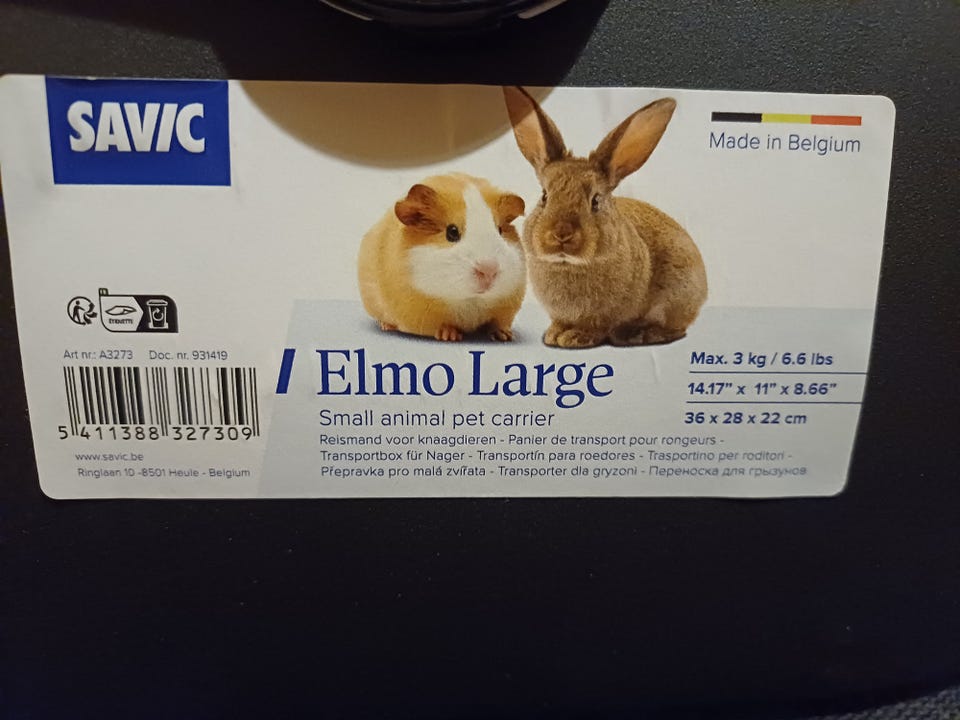 SAVIC
Made in Belgium
ÉTIQUETTE
Art nr.: A3273 Doc. nr. 931419
5 411388 327309
www.savic.be
Ringlaan 10 -8501 Heule - Belgium
Elmo Large
Small animal pet carrier
Reismand voor knaagdieren - Panier de transport pour rongeurs -
Transportbox für Nager - Transportín para roedores - Trasportino per roditori -
Přepravka pro malá zvířata - Transporter dla gryzoni - Переноска для грызунов
Max. 3 kg / 6.6 lbs
14.17” x 11” x 8.66”
36 x 28 x 22 cm